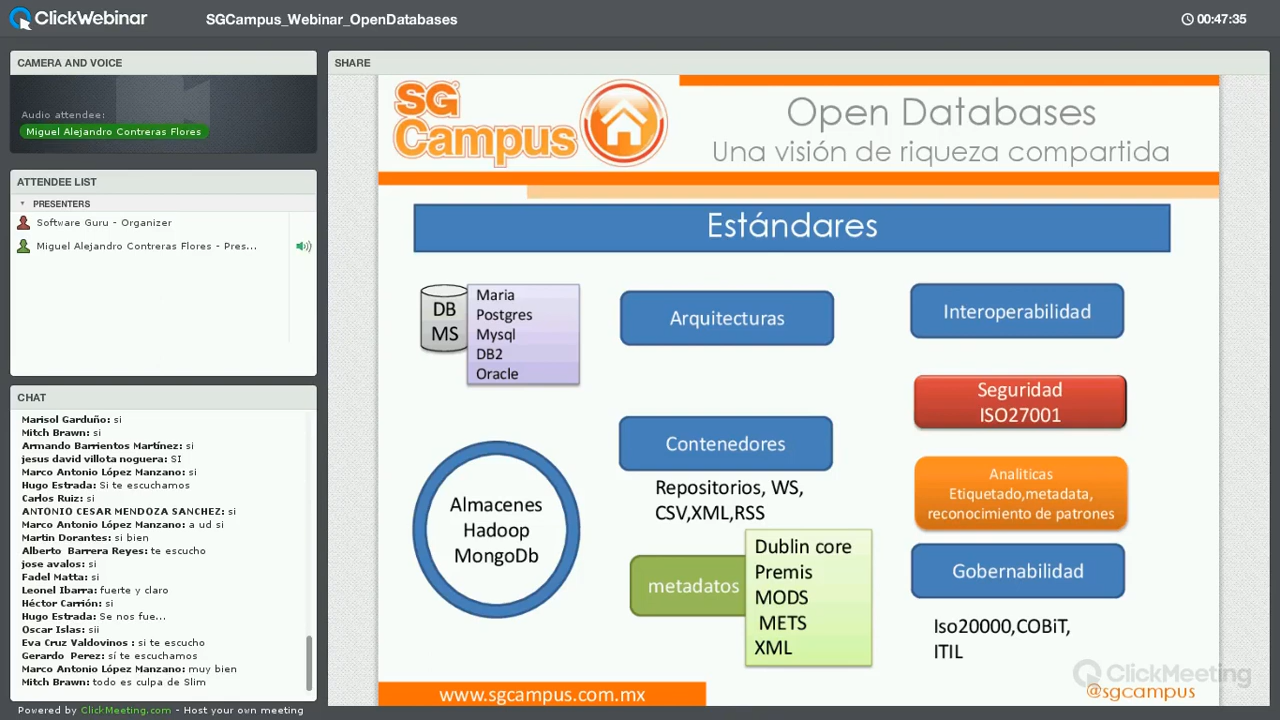 ClickWebinar
SGCampus_Webinar_OpenDatabases
00:47:35
CAMERA AND VOICE
Audio attendee:
Miguel Alejandro Contreras Flores
ATTENDEE LIST
PRESENTERS
Software Guru - Organizer
Miguel Alejandro Contreras Flores - Pres...
CHAT
Marisol Garduño: si
Mitch Brawn: si
Armando Barrientos Martínez: si
jesus david villota noguera: SI
Marco Antonio López Manzano: si
Hugo Estrada: Si te escuchamos
Carlos Ruiz: si
ANTONIO CESAR MENDOZA SANCHEZ: si
Marco Antonio López Manzano: a ud si
Martín Dorantes: si bien
Alberto Barrera Reyes: te escucho
jose avalos: si
Fadel Matta: si
Leonel Ibarra: fuerte y claro
Héctor Carrión: si
Hugo Estrada: Se nos fue...
Oscar Islas: sii
Eva Cruz Valdovinos : si te escucho
Gerardo Perez: si te escuchamos
Marco Antonio López Manzano: muy bien
Mitch Brawn: todo es culpa de Slim
Powered by ClickMeeting.com - Host your own meeting
SHARE
SG
Campus
Open Databases
Una visión de riqueza compartida
Estándares
DB
MS
Maria
Postgres
Mysql
DB2
Oracle
Arquitecturas
Interoperabilidad
Seguridad
ISO27001
Contenedores
Repositorios, WS,
CSV,XML,RSS
Analiticas
Etiquetado,metadata,
reconocimiento de patrones
Almacenes
Hadoop
MongoDb
metadatos
Dublin core
Premis
MODS
METS
XML
Gobernabilidad
Iso20000,COBiT,
ITIL
www.sgcampus.com.mx
ClickMeeting
@sgcampus